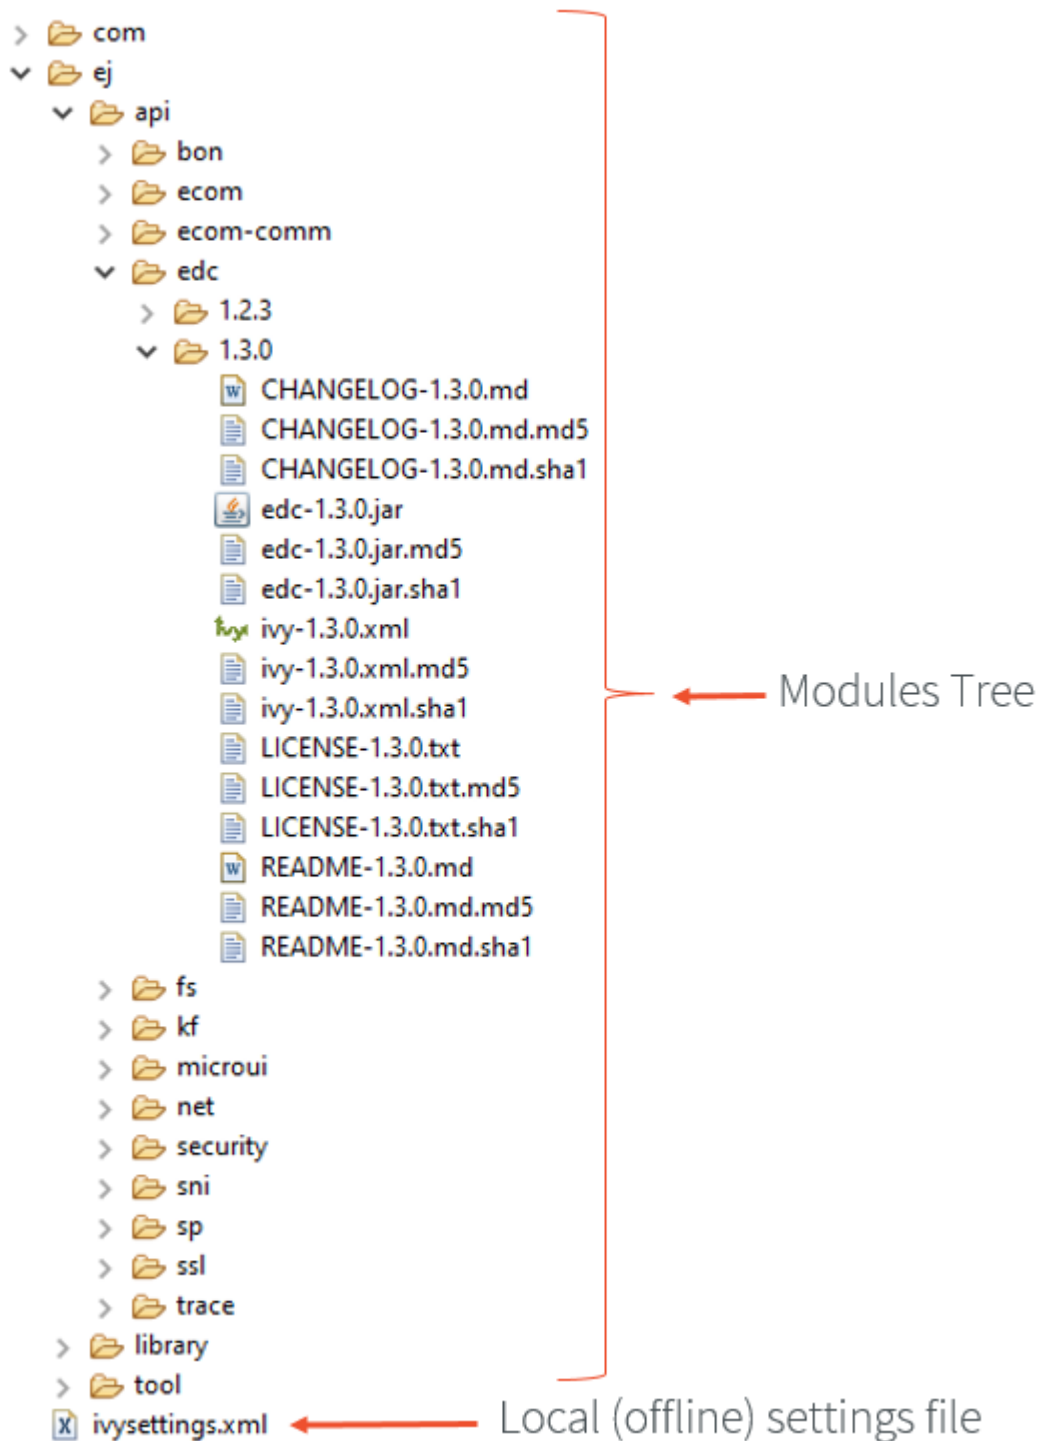 com
ej
api
bon
ecom
ecom-comm
edc
1.2.3
1.3.0
CHANGELOG-1.3.0.md
CHANGELOG-1.3.0.md.md5
CHANGELOG-1.3.0.md.sha1
edc-1.3.0.jar
edc-1.3.0.jar.md5
edc-1.3.0.jar.sha1
ivy ivy-1.3.0.xml
ivy-1.3.0.xml.md5
Modules Tree
ivy-1.3.0.xml.sha1
LICENSE-1.3.0.txt
LICENSE-1.3.0.txt.md5
LICENSE-1.3.0.txt.sha1
W README-1.3.0.md
README-1.3.0.md.md5
README-1.3.0.md.sha1
fs
kf
microui
net
security
sni
sp
ssl
trace
library
tool
X ivysettings.xml Local (offline) settings file